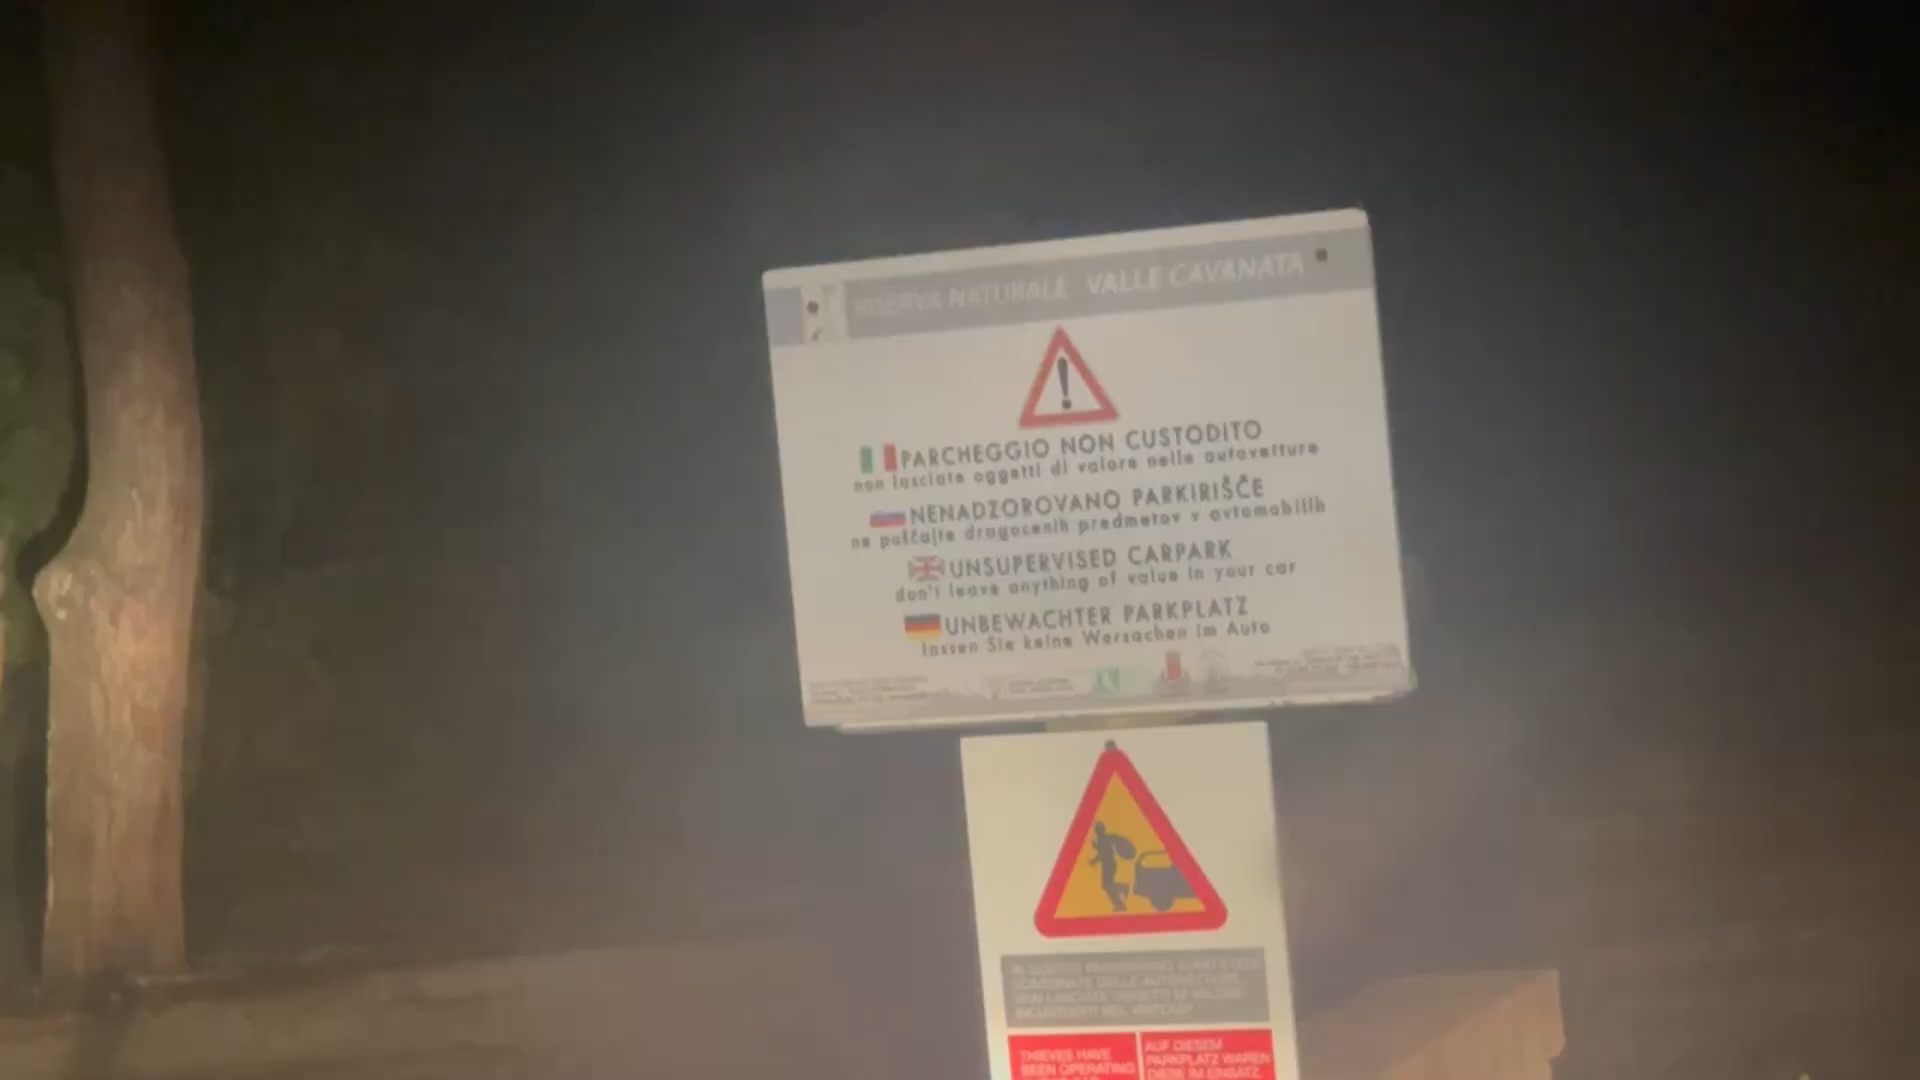 RISERVA NATURALE VALLE CAVANATA
PARCHEGGIO NON CUSTODITO
non lasciate oggetti di valore nelle autovetture
NENADZOROVANO PARKIRIŠČE
ne puščajte dragocenih predmetov v avtomobilih
UNSUPERVISED CARPARK
don't leave anything of value in your car
UNBEWACHTER PARKPLATZ
lassen Sie keine Wersachen im Auto
THIEVES HAVE
BEEN OPERATING
AUF DIESEM
PARKPLATZ WAREN
DIEBE IM EINSATZ.